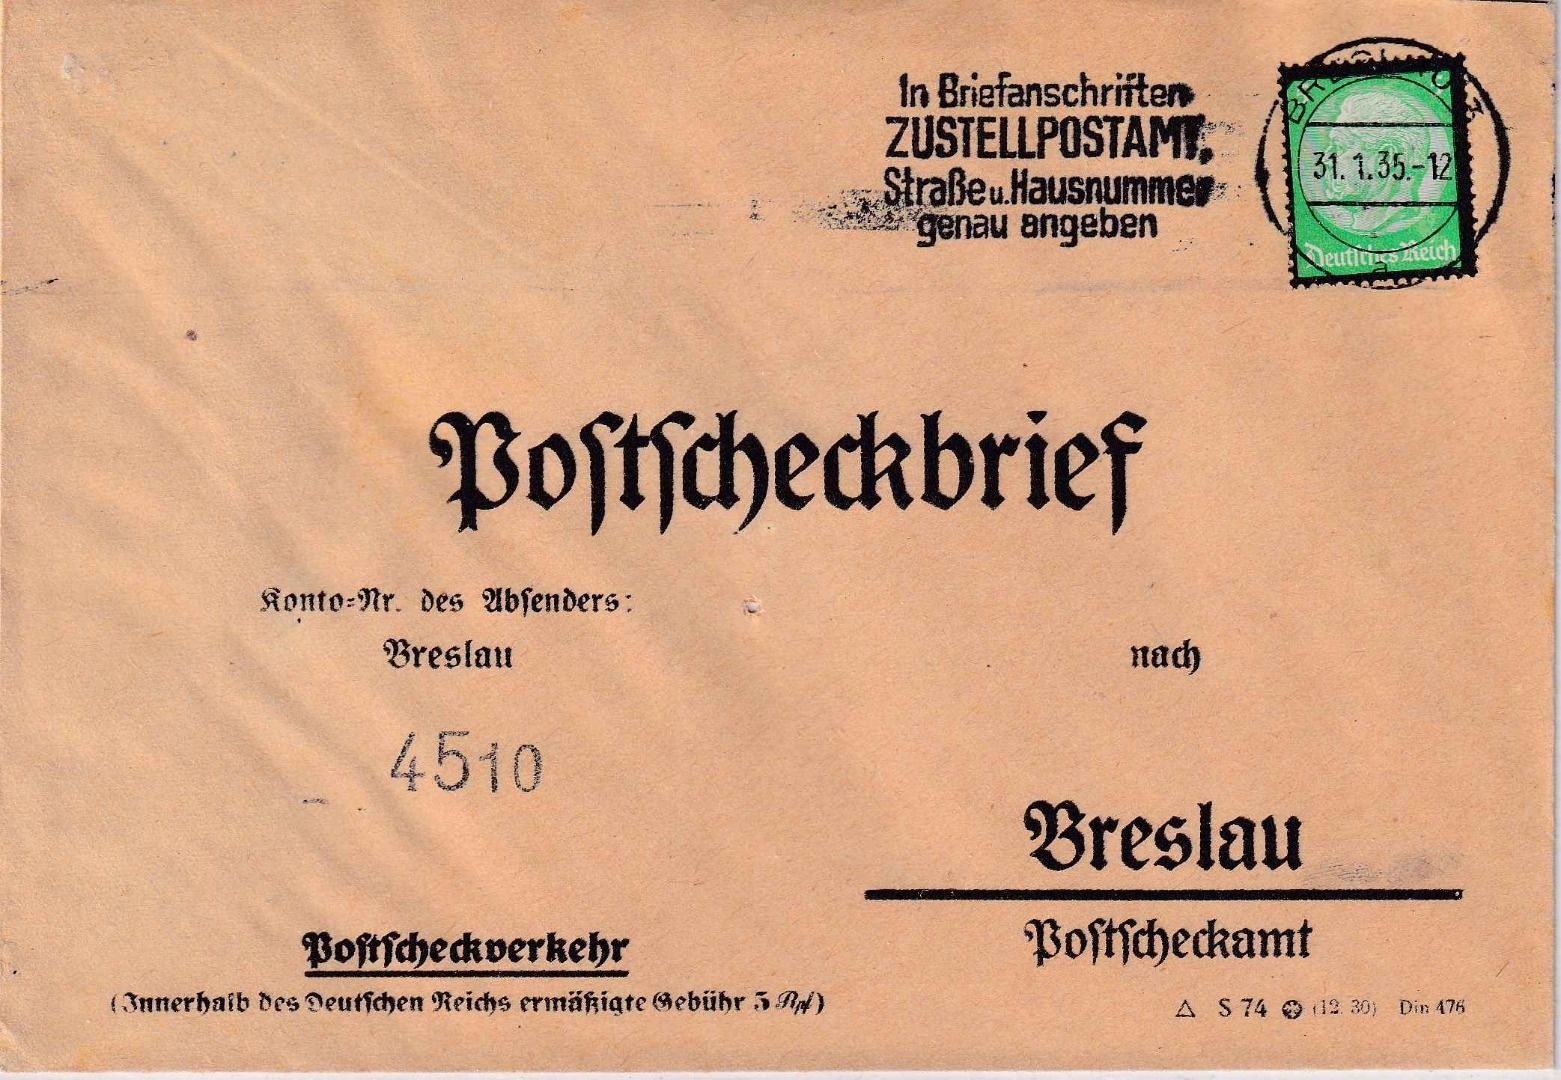 In Briefanschriften
ZUSTELLPOSTAMT,
Straße u. Hausnummer
genau angeben
31. 1. 35.-12
a
Deutsches Reich
Postscheckbrief
Konto=Nr. des Absenders:
Breslau
nach
4510
Breslau
Postscheckamt
Postscheckverkehr
(Innerhalb des Deutschen Reichs ermäßigte Gebühr 5 Rpf)
S 74 (12. 30) Din 476